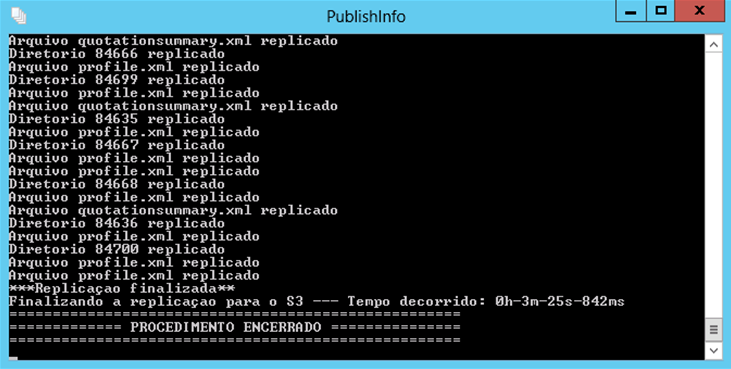 PublishInfo
Arquivo quotationsummary.xml replicado
Diretorio 84666 replicado
Arquivo profile.xml replicado
Diretorio 84699 replicado
Arquivo profile.xml replicado
Arquivo quotationsummary.xml replicado
Diretorio 84635 replicado
Arquivo profile.xml replicado
Diretorio 84667 replicado
Arquivo profile.xml replicado
Arquivo profile.xml replicado
Diretorio 84668 replicado
Arquivo profile.xml replicado
Arquivo quotationsummary.xml replicado
Diretorio 84636 replicado
Arquivo profile.xml replicado
Diretorio 84700 replicado
Arquivo profile.xml replicado
Arquivo profile.xml replicado
***Replicaçao finalizada**
Finalizando a replicaçao para o S3 --- Tempo decorrido: 0h-3m-25s-842ms
====================================================
============= PROCEDIMENTO ENCERRADO ===============
====================================================